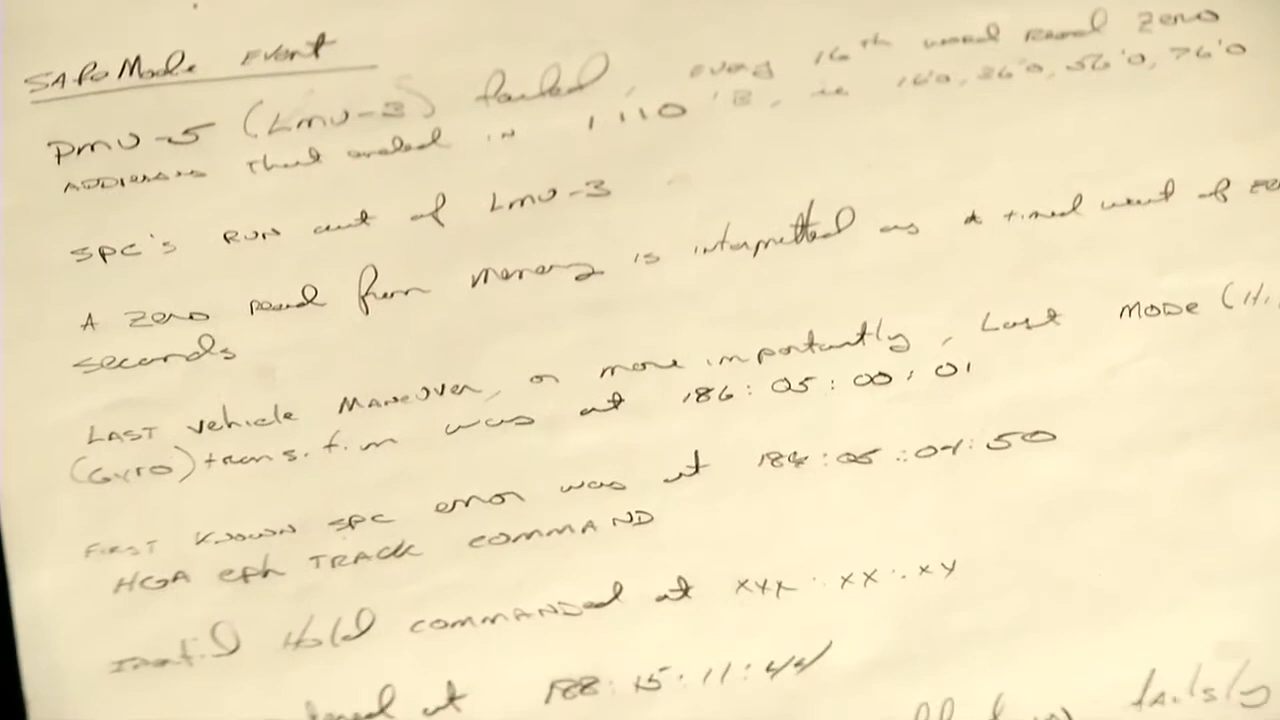 SAFE Mode Event
PMU-5 (LMU-3) failed, every 16th word read zero
ADDRESSES that ended in 1110'B, ie 16'0, 36'0, 56'0, 76'0
SPC's RUN out of LMU-3
A zero read from memory is interpretted as a timed wait of
seconds
LAST vehicle MANEUVER, or more importantly, Last MODE (Hi.
(Gyro) transition was at 186:05:00:01
FIRST KNOWN SPC error was at 186:05:04:50
HGA eph TRACK COMMAND
Hold COMMANDed at xyx:xx:xy
at 188:15:11:44